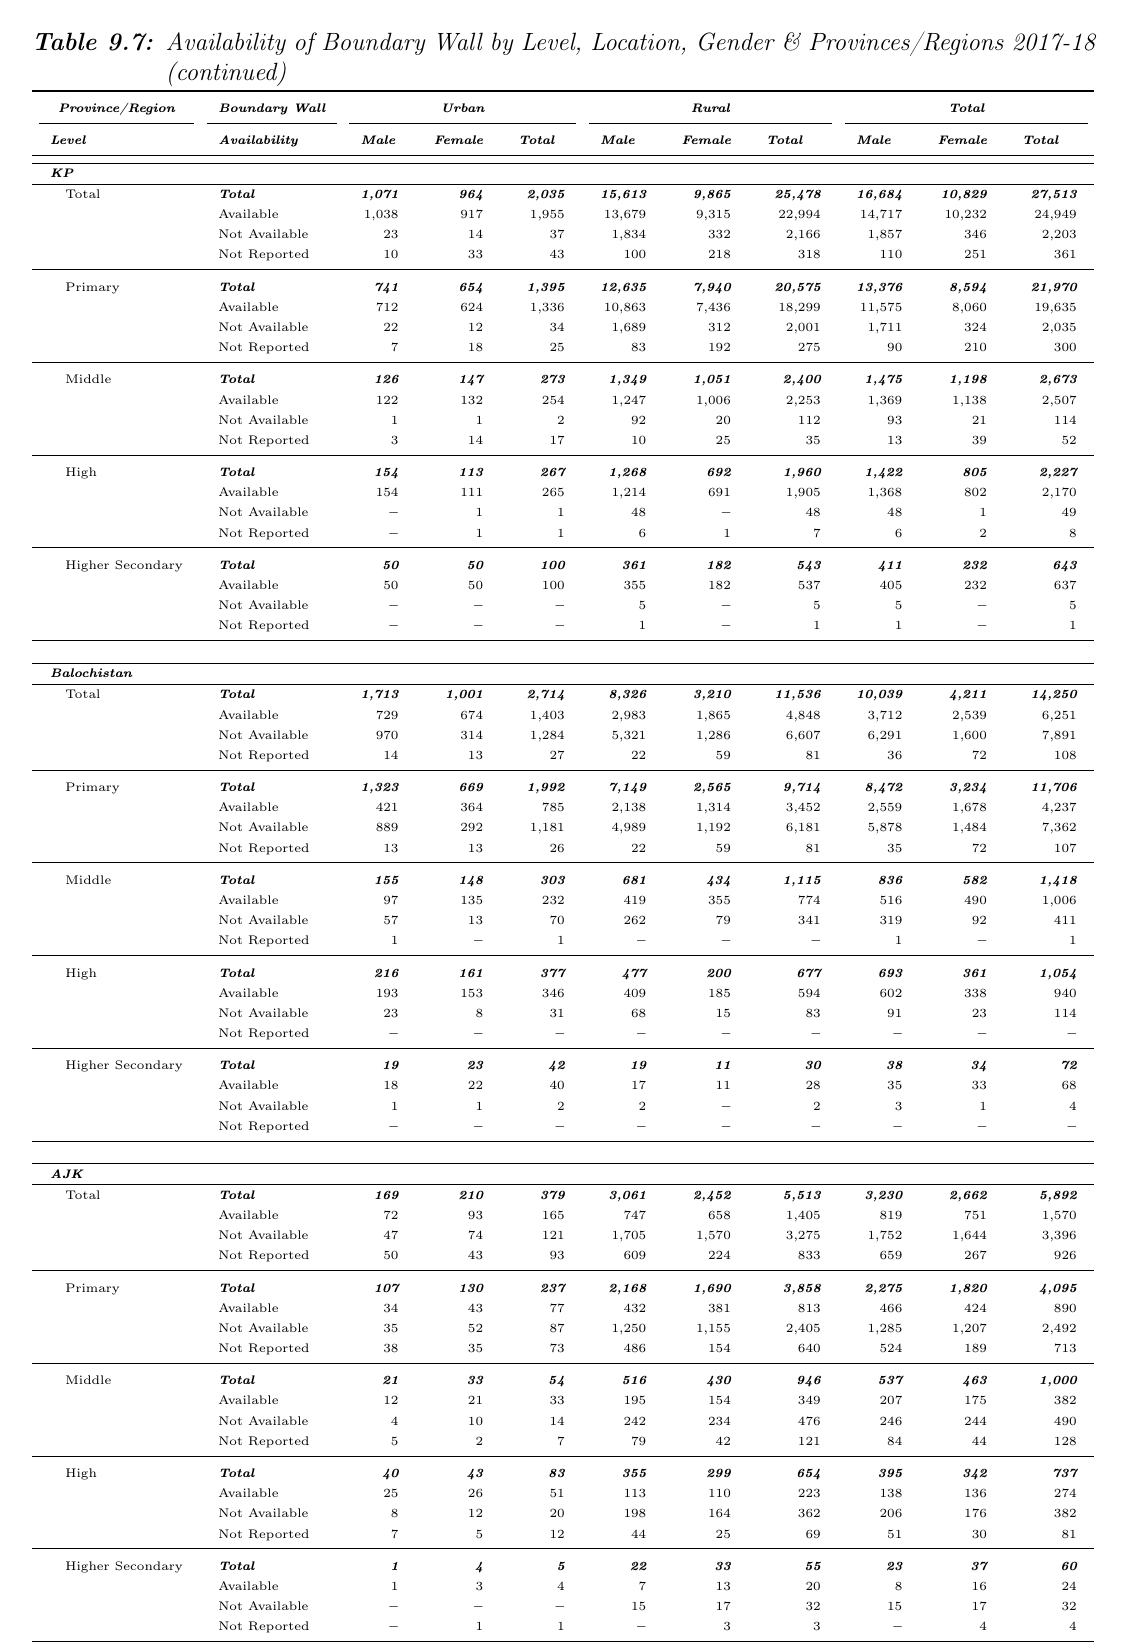 Table 9.7: Availability of Boundary Wall by Level, Location, Gender & Provinces/Regions 2017-18
(continued)
Province/Region Boundary Wall Urban Rural Total
Level Availability Male Female Total Male Female Total Male Female Total
KP
Total Total 1,071 964 2,035 15,613 9,865 25,478 16,684 10,829 27,513
Available 1,038 917 1,955 13,679 9,315 22,994 14,717 10,232 24,949
Not Available 23 14 37 1,834 332 2,166 1,857 346 2,203
Not Reported 10 33 43 100 218 318 110 251 361
Primary Total 741 654 1,395 12,635 7,940 20,575 13,376 8,594 21,970
Available 712 624 1,336 10,863 7,436 18,299 11,575 8,060 19,635
Not Available 22 12 34 1,689 312 2,001 1,711 324 2,035
Not Reported 7 18 25 83 192 275 90 210 300
Middle Total 126 147 273 1,349 1,051 2,400 1,475 1,198 2,673
Available 122 132 254 1,247 1,006 2,253 1,369 1,138 2,507
Not Available 1 1 2 92 20 112 93 21 114
Not Reported 3 14 17 10 25 35 13 39 52
High Total 154 113 267 1,268 692 1,960 1,422 805 2,227
Available 154 111 265 1,214 691 1,905 1,368 802 2,170
Not Available − 1 1 48 − 48 48 1 49
Not Reported − 1 1 6 1 7 6 2 8
Higher Secondary Total 50 50 100 361 182 543 411 232 643
Available 50 50 100 355 182 537 405 232 637
Not Available − − − 5 − 5 5 − 5
Not Reported − − − 1 − 1 1 − 1
Balochistan
Total Total 1,713 1,001 2,714 8,326 3,210 11,536 10,039 4,211 14,250
Available 729 674 1,403 2,983 1,865 4,848 3,712 2,539 6,251
Not Available 970 314 1,284 5,321 1,286 6,607 6,291 1,600 7,891
Not Reported 14 13 27 22 59 81 36 72 108
Primary Total 1,323 669 1,992 7,149 2,565 9,714 8,472 3,234 11,706
Available 421 364 785 2,138 1,314 3,452 2,559 1,678 4,237
Not Available 889 292 1,181 4,989 1,192 6,181 5,878 1,484 7,362
Not Reported 13 13 26 22 59 81 35 72 107
Middle Total 155 148 303 681 434 1,115 836 582 1,418
Available 97 135 232 419 355 774 516 490 1,006
Not Available 57 13 70 262 79 341 319 92 411
Not Reported 1 − 1 − − − 1 − 1
High Total 216 161 377 477 200 677 693 361 1,054
Available 193 153 346 409 185 594 602 338 940
Not Available 23 8 31 68 15 83 91 23 114
Not Reported − − − − − − − − −
Higher Secondary Total 19 23 42 19 11 30 38 34 72
Available 18 22 40 17 11 28 35 33 68
Not Available 1 1 2 2 − 2 3 1 4
Not Reported − − − − − − − − −
AJK
Total Total 169 210 379 3,061 2,452 5,513 3,230 2,662 5,892
Available 72 93 165 747 658 1,405 819 751 1,570
Not Available 47 74 121 1,705 1,570 3,275 1,752 1,644 3,396
Not Reported 50 43 93 609 224 833 659 267 926
Primary Total 107 130 237 2,168 1,690 3,858 2,275 1,820 4,095
Available 34 43 77 432 381 813 466 424 890
Not Available 35 52 87 1,250 1,155 2,405 1,285 1,207 2,492
Not Reported 38 35 73 486 154 640 524 189 713
Middle Total 21 33 54 516 430 946 537 463 1,000
Available 12 21 33 195 154 349 207 175 382
Not Available 4 10 14 242 234 476 246 244 490
Not Reported 5 2 7 79 42 121 84 44 128
High Total 40 43 83 355 299 654 395 342 737
Available 25 26 51 113 110 223 138 136 274
Not Available 8 12 20 198 164 362 206 176 382
Not Reported 7 5 12 44 25 69 51 30 81
Higher Secondary Total 1 4 5 22 33 55 23 37 60
Available 1 3 4 7 13 20 8 16 24
Not Available − − − 15 17 32 15 17 32
Not Reported − 1 1 − 3 3 − 4 4